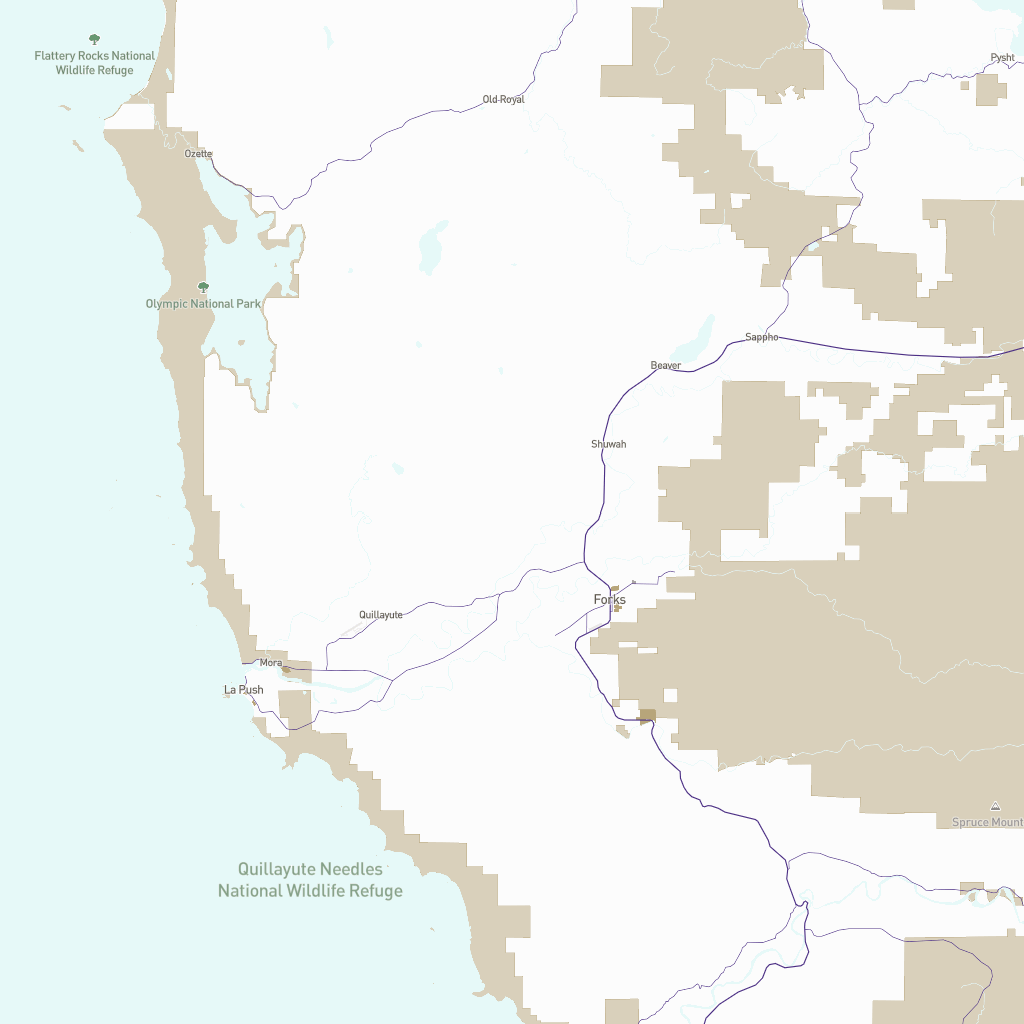 Flattery Rocks National
Wildlife Refuge
Pysht
Old Royal
Ozette
Olympic National Park
Sappho
Beaver
Shuwah
Forks
Quillayute
Mora
La Push
Spruce Mount
Quillayute Needles
National Wildlife Refuge